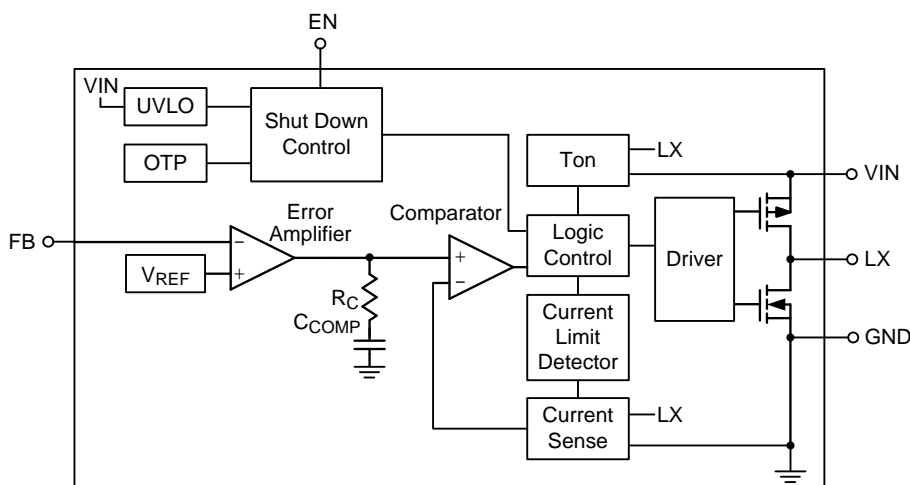 EN
VIN
UVLO
Shut Down
Control
OTP
Ton
LX
VIN
Error
Amplifier
Comparator
FB
−
VREF
+
+
−
Logic
Control
Driver
LX
RC
CCOMP
Current
Limit
Detector
GND
Current
Sense
LX